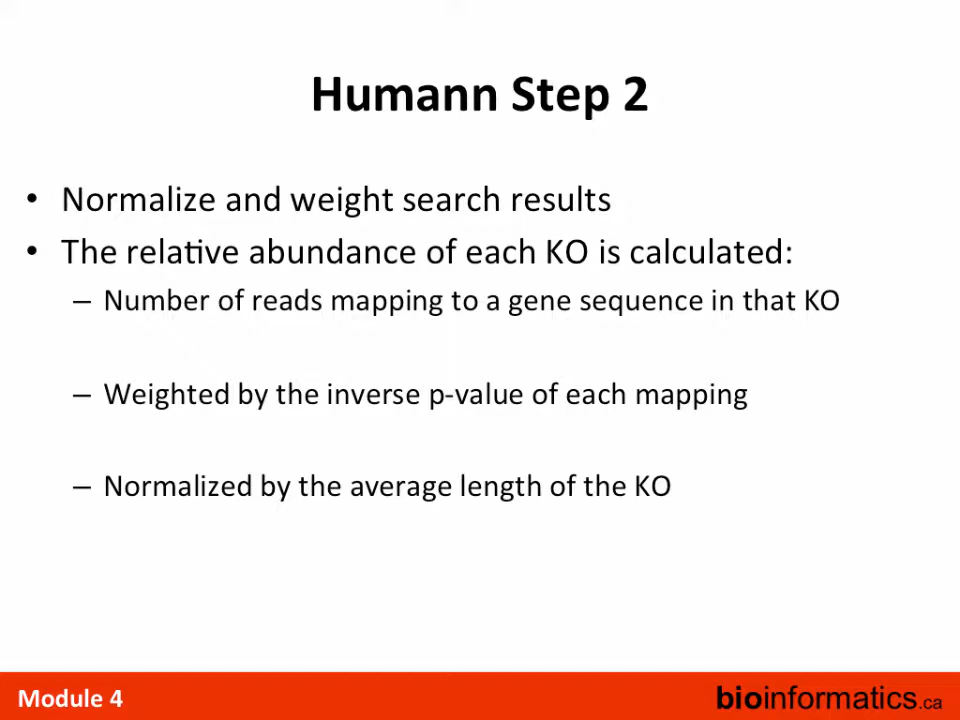 Humann Step 2
• Normalize and weight search results
• The relative abundance of each KO is calculated:
– Number of reads mapping to a gene sequence in that KO
– Weighted by the inverse p-value of each mapping
– Normalized by the average length of the KO
Module 4
bioinformatics.ca